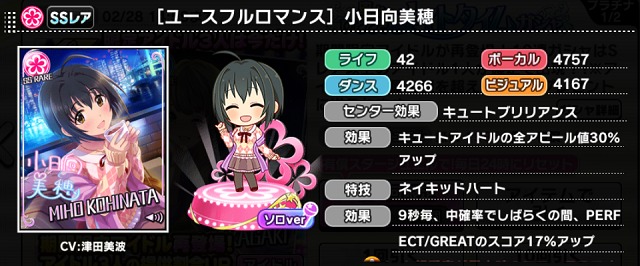 SSレア
[ユースフルロマンス] 小日向美穂
SS RARE
小日向美穂
MIHO KOHINATA
CV:津田美波
ソロver
ライフ 42
ボーカル 4757
ダンス 4266
ビジュアル 4167
センター効果 キュートブリリアンス
効果 キュートアイドルの全アピール値30%
アップ
特技 ネイキッドハート
効果 9秒毎、中確率でしばらくの間、PERF
ECT/GREATのスコア17%アップ